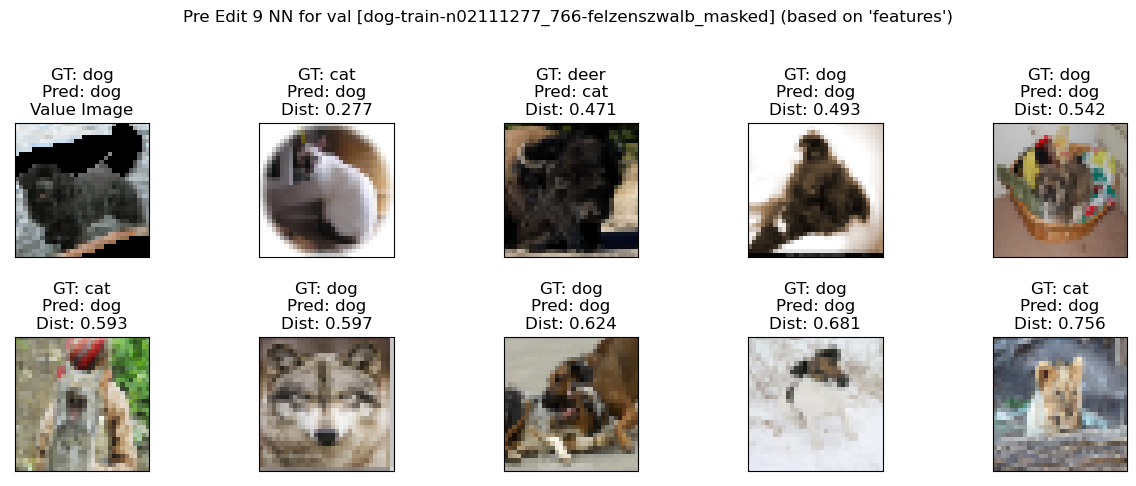 Pre Edit 9 NN for val [dog-train-n02111277_766-felzenszwalb_masked] (based on 'features')
GT: dog
Pred: dog
Value Image
GT: cat
Pred: dog
Dist: 0.277
GT: deer
Pred: cat
Dist: 0.471
GT: dog
Pred: dog
Dist: 0.493
GT: dog
Pred: dog
Dist: 0.542
GT: cat
Pred: dog
Dist: 0.593
GT: dog
Pred: dog
Dist: 0.597
GT: dog
Pred: dog
Dist: 0.624
GT: dog
Pred: dog
Dist: 0.681
GT: cat
Pred: dog
Dist: 0.756